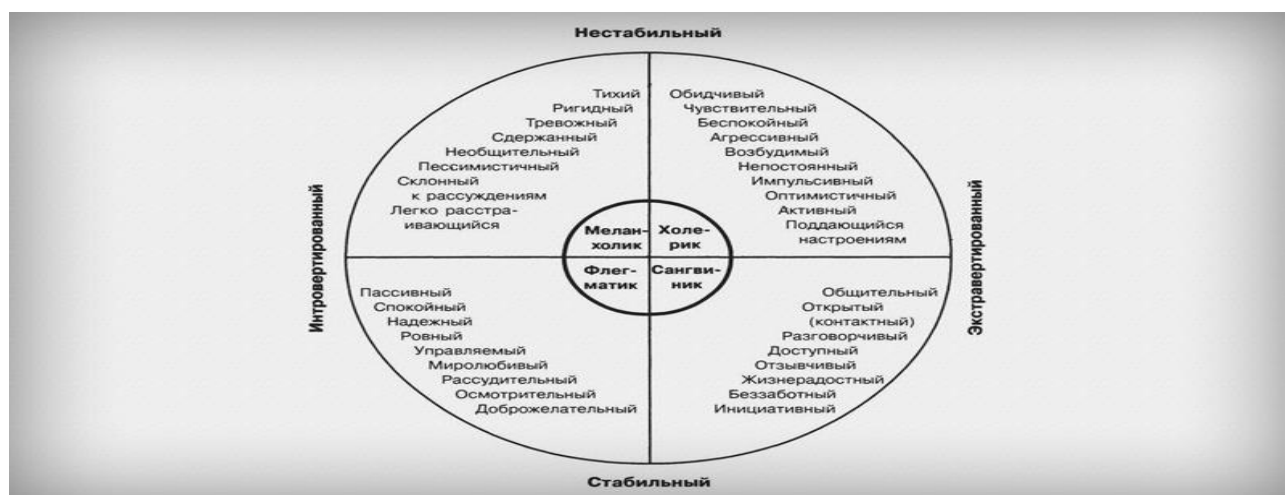 Нестабильный
Тихий
Ригидный
Тревожный
Сдержанный
Необщительный
Пессимистичный
Склонный
к рассуждениям
Легко расстра-
ивающийся
Обидчивый
Чувствительный
Беспокойный
Агрессивный
Возбудимый
Непостоянный
Импульсивный
Оптимистичный
Активный
Поддающийся
настроениям
Интровертированный
Мелан-
холик
Холе-
рик
Флег-
матик
Сангви-
ник
Экстравертированный
Пассивный
Спокойный
Надежный
Ровный
Управляемый
Миролюбивый
Рассудительный
Осмотрительный
Доброжелательный
Общительный
Открытый
(контактный)
Разговорчивый
Доступный
Отзывчивый
Жизнерадостный
Беззаботный
Инициативный
Стабильный